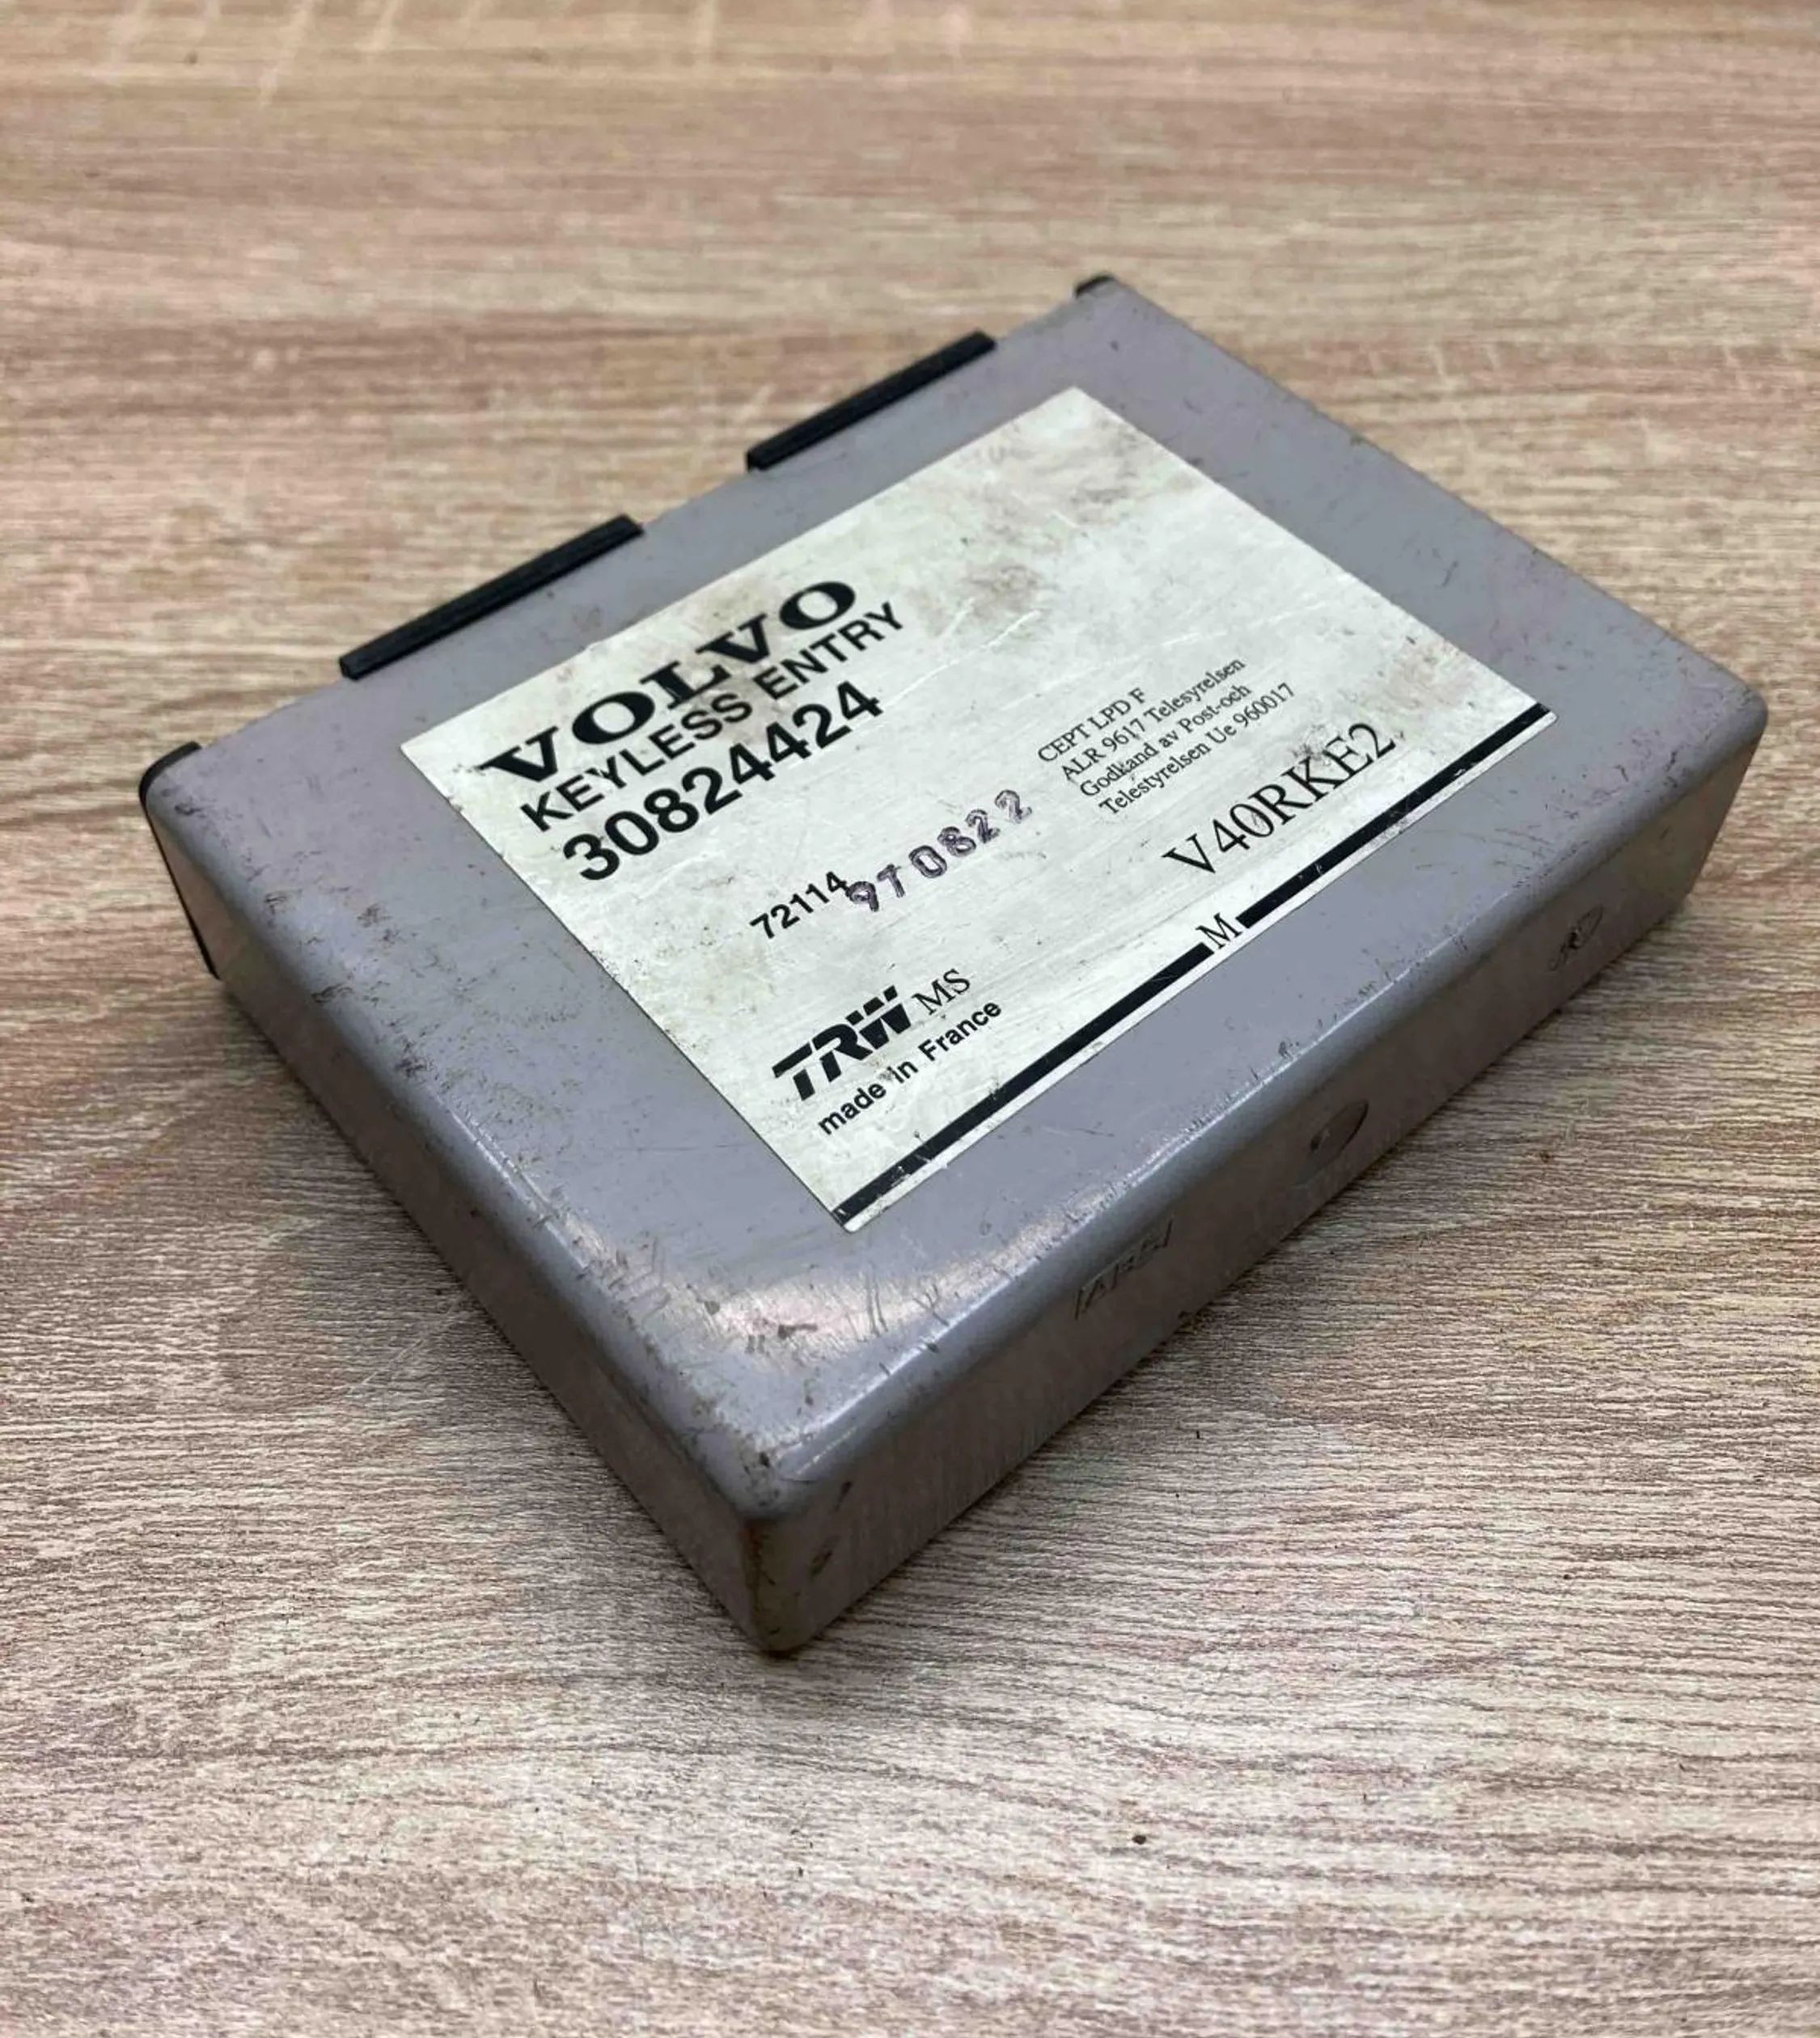 VOLVO
KEYLESS ENTRY
30824424
72114 970822
CEPT LPD F
ALR 9617 Telesyrelsen
Godkand av Post-och
Telestyrelsen Ue 960017
V40RKE2
M
TRW MS
made in France